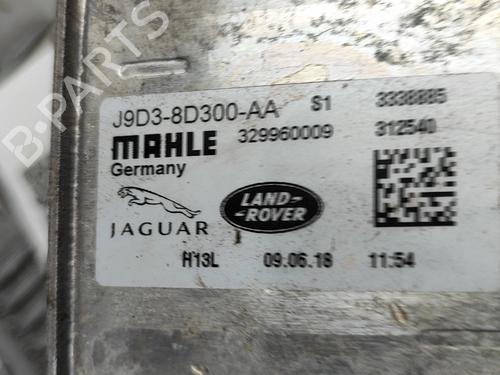 B-PARTS
J9D3-8D300-AA S1 3338885
MAHLE 329960009 312540
Germany
JAGUAR
LAND-
-ROVER
H13L 09.06.18 11:54